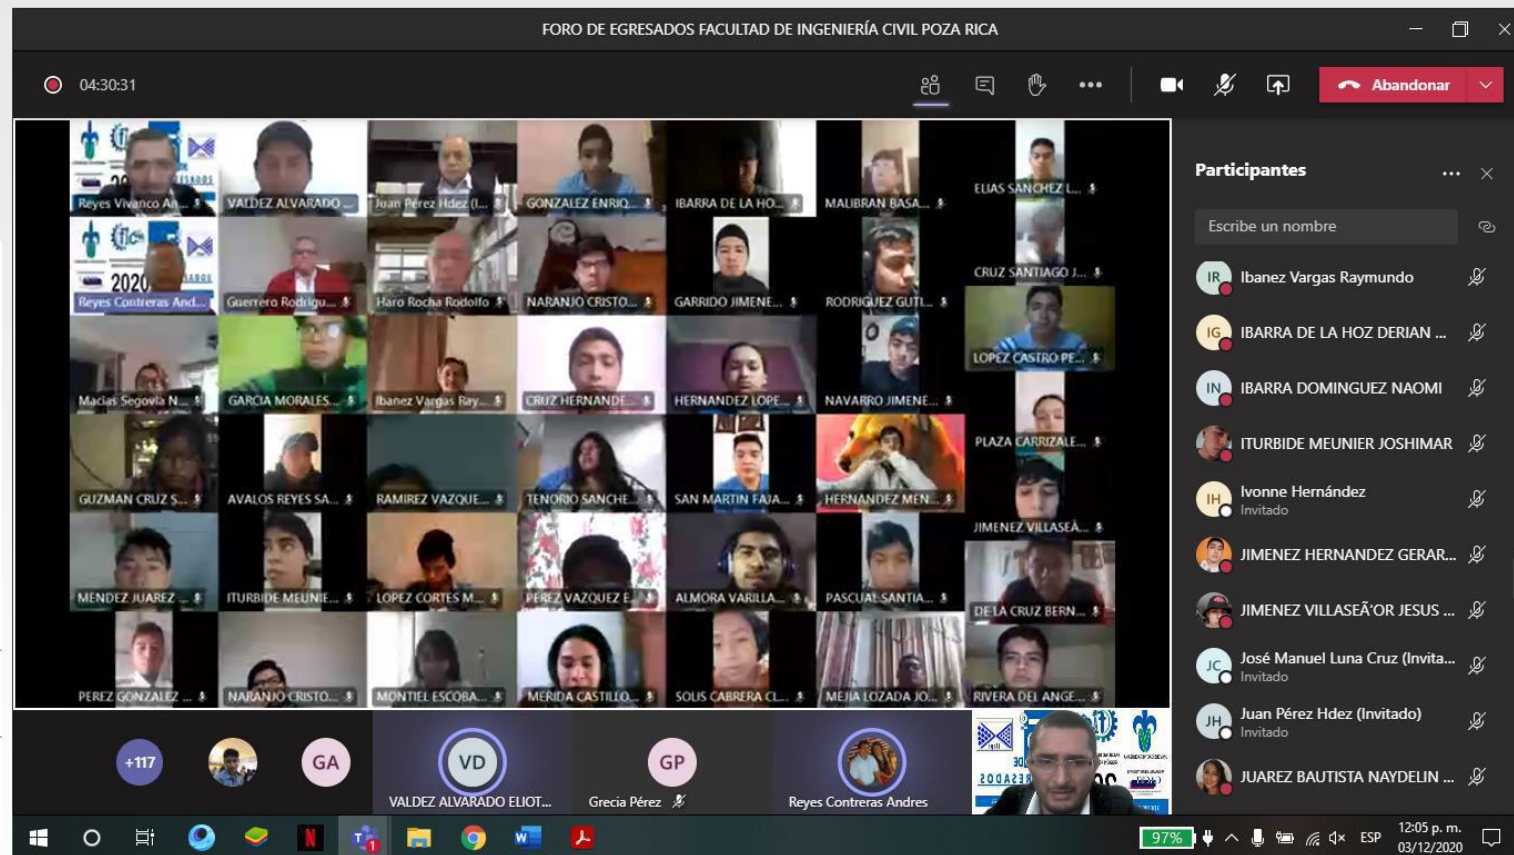 FORO DE EGRESADOS FACULTAD DE INGENIERÍA CIVIL POZA RICA
04:30:31
Abandonar
Reyes Vivanco An...
VALDEZ ALVARADO ...
Juan Pérez Hdez (I...
GONZALEZ ENRIQ...
IBARRA DE LA HO...
MALIBRAN BASA...
ELIAS SANCHEZ L...
2020
Reyes Contreras And...
Guerrero Rodrigu...
Haro Rocha Rodolfo
NARANJO CRISTO...
GARRIDO JIMENE...
RODRIGUEZ GUTI...
CRUZ SANTIAGO J...
Macias Segovia N...
GARCIA MORALES...
Ibanez Vargas Ray...
CRUZ HERNANDE...
HERNANDEZ LOPE...
NAVARRO JIMENE...
LOPEZ CASTRO PE...
GUZMAN CRUZ S...
AVALOS REYES SA...
RAMIREZ VAZQUE...
TENORIO SANCHE...
SAN MARTIN FAJA...
HERNANDEZ MEN...
PLAZA CARRIZALE...
MENDEZ JUAREZ ...
ITURBIDE MEUNIE...
LOPEZ CORTES M...
PEREZ VAZQUEZ E...
ALMORA VARILLA...
PASCUAL SANTIA...
JIMENEZ VILLASEÃ...
DE LA CRUZ BERN...
PEREZ GONZALEZ ...
NARANJO CRISTO...
MONTIEL ESCOBA...
MERIDA CASTILLO...
SOLIS CABRERA CL...
MEJIA LOZADA JO...
RIVERA DEL ANGE...
+117
GA
VD
VALDEZ ALVARADO ELIOT...
GP
Grecia Pérez
Reyes Contreras Andres
Participantes
Escribe un nombre
IR Ibanez Vargas Raymundo
IG IBARRA DE LA HOZ DERIAN ...
IN IBARRA DOMINGUEZ NAOMI
ITURBIDE MEUNIER JOSHIMAR
IH Ivonne Hernández
Invitado
JIMENEZ HERNANDEZ GERAR...
JIMENEZ VILLASEÃ'OR JESUS ...
JC José Manuel Luna Cruz (Invita...
Invitado
JH Juan Pérez Hdez (Invitado)
Invitado
JUAREZ BAUTISTA NAYDELIN ...
97%
ESP
12:05 p. m.
03/12/2020